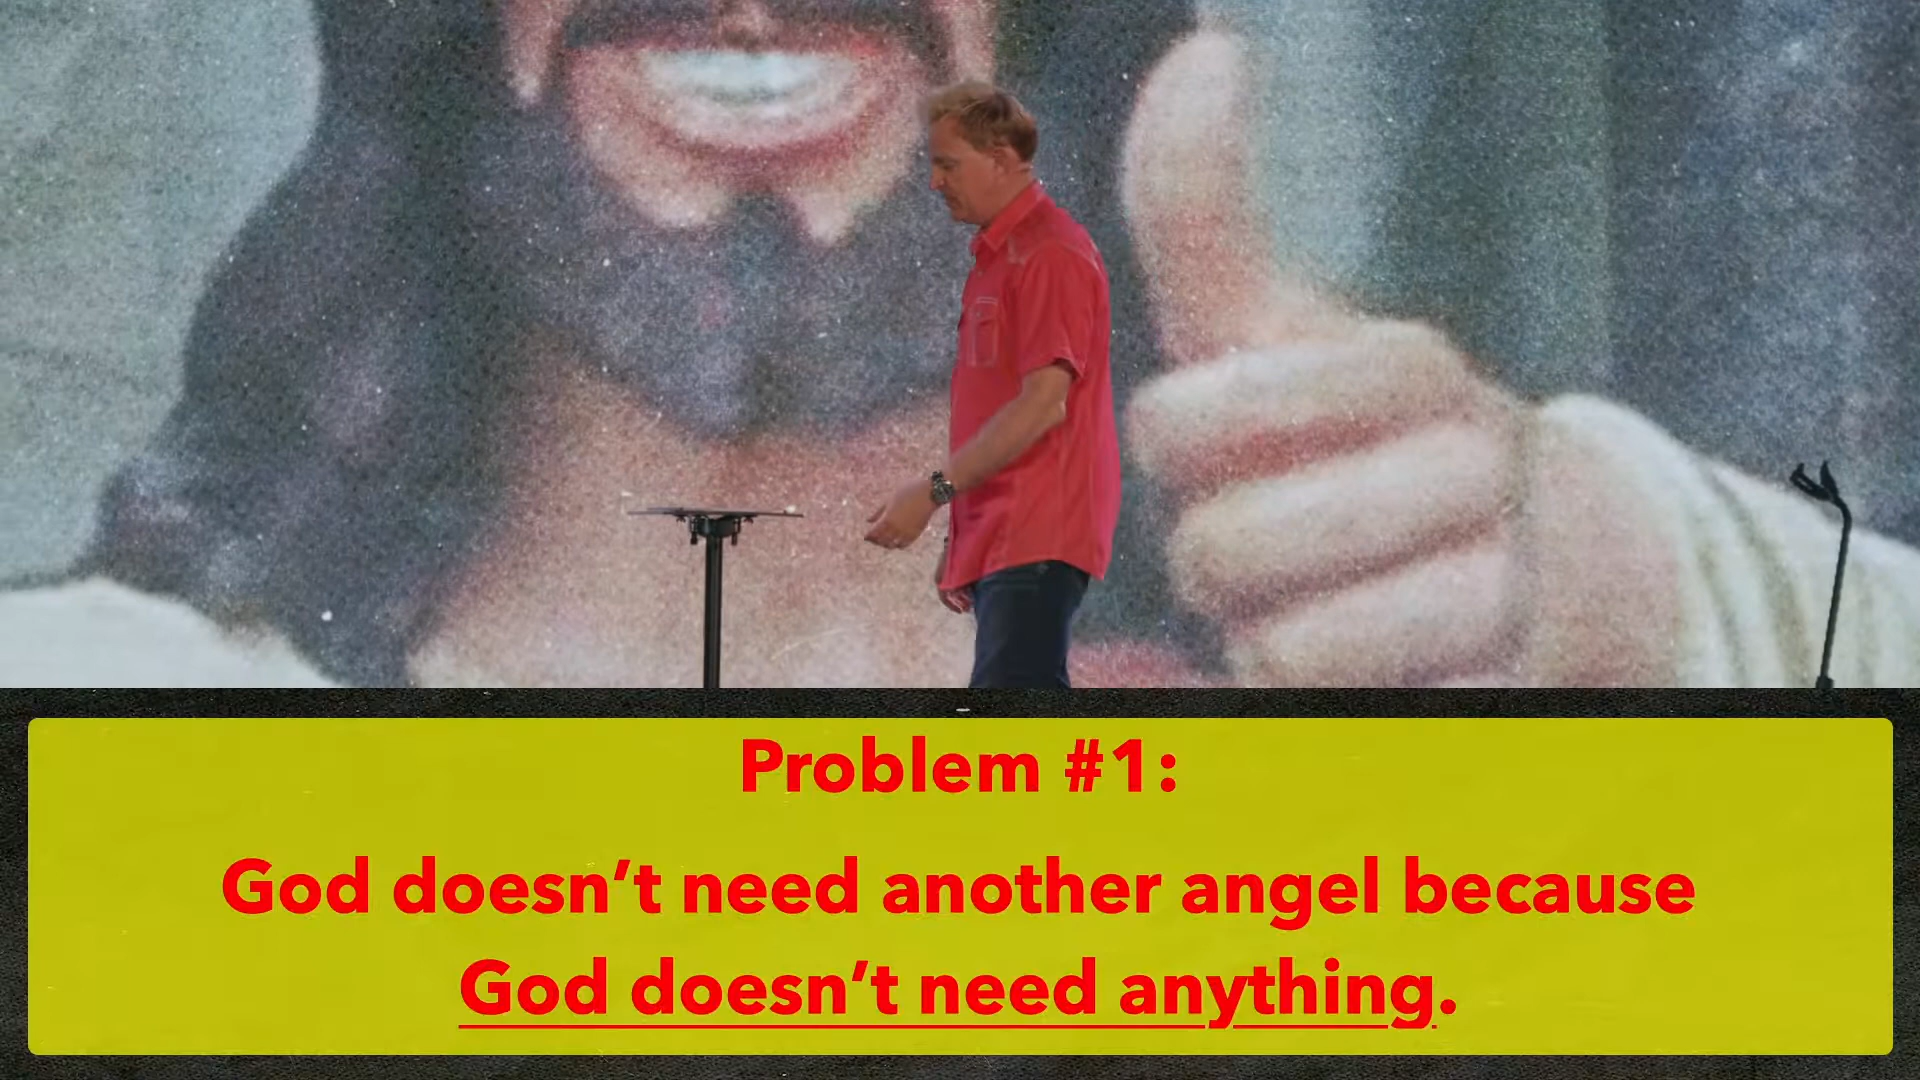 Problem #1:
God doesn’t need another angel because
God doesn’t need anything.